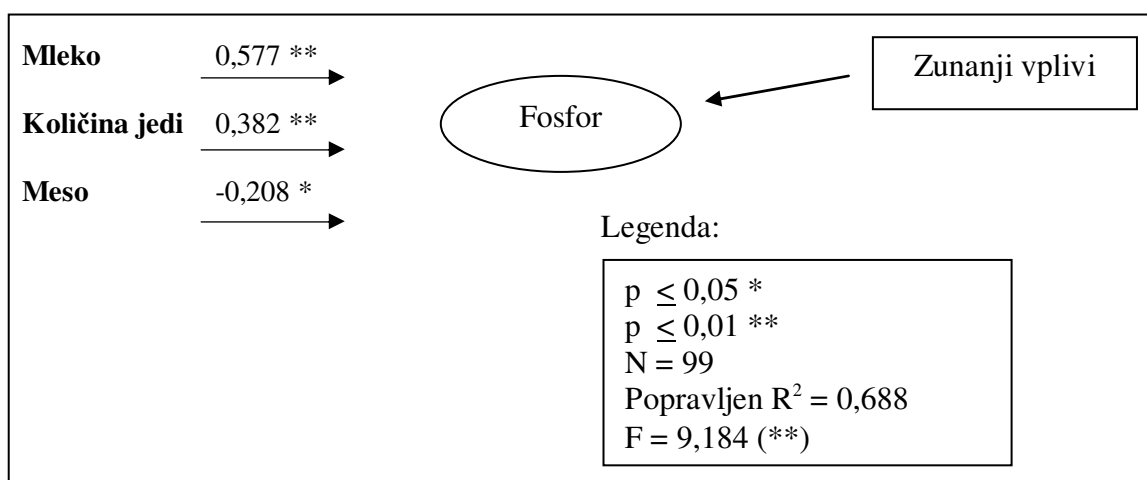 Mleko 0,577 **
Količina jedi 0,382 **
Meso -0,208 *
Fosfor
Zunanji vplivi
Legenda:
p ≤ 0,05 *
p ≤ 0,01 **
N = 99
Popravljen R² = 0,688
F = 9,184 (**)